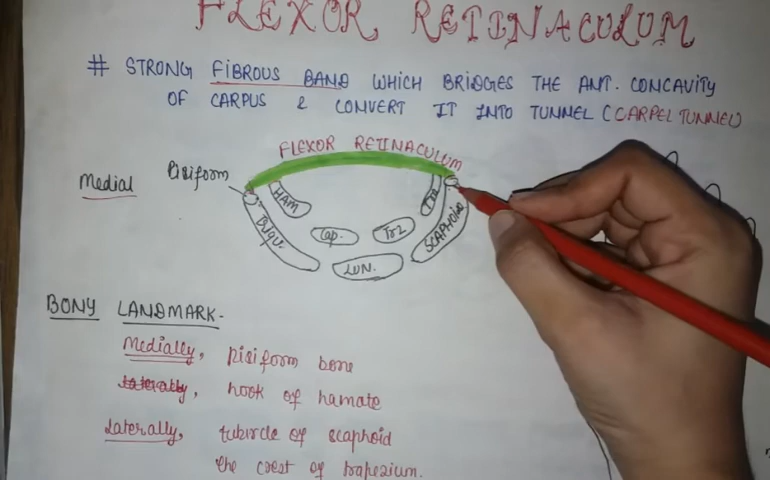 FLEXOR RETINACULUM
# STRONG FIBROUS BAND WHICH BRIDGES THE ANT. CONCAVITY
OF CARPUS & CONVERT IT INTO TUNNEL (CARPEL TUNNEL)
FLEXOR RETINACULUM
Medial Pisiform
HAM
Cap. Tr2 SCAPHOID
LUN.
BONY LANDMARK-
Medially, pisiform bone
laterally, hook of hamate
Laterally, tubircle of scaphoid
the crest of trapezium.